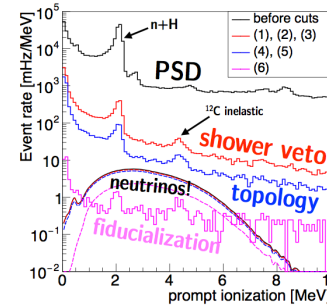 10⁵
10⁴
10³
10²
10
1
10⁻¹
10⁻²
Event rate [mHz/MeV]
n+H
before cuts
(1), (2), (3)
(4), (5)
(6)
PSD
¹²C inelastic
shower veto
topology
neutrinos!
fiducialization
0 2 4 6 8 1
prompt ionization [MeV